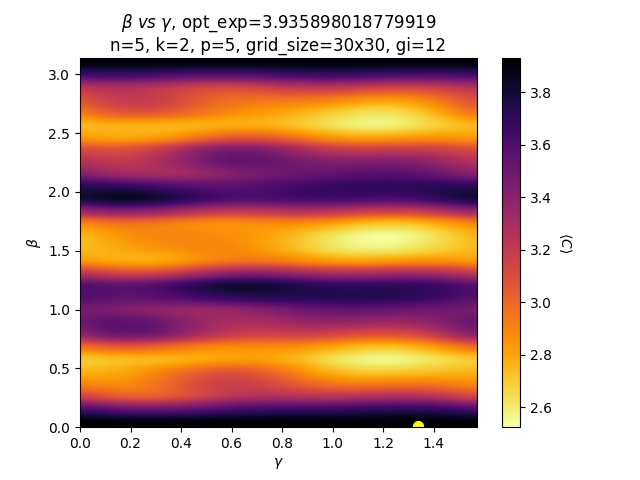 β vs γ, opt_exp=3.935898018779919
n=5, k=2, p=5, grid_size=30x30, gi=12
3.0
2.5
2.0
1.5
1.0
0.5
0.0
β
0.0 0.2 0.4 0.6 0.8 1.0 1.2 1.4
γ
3.8
3.6
3.4
3.2
3.0
2.8
2.6
⟨C⟩